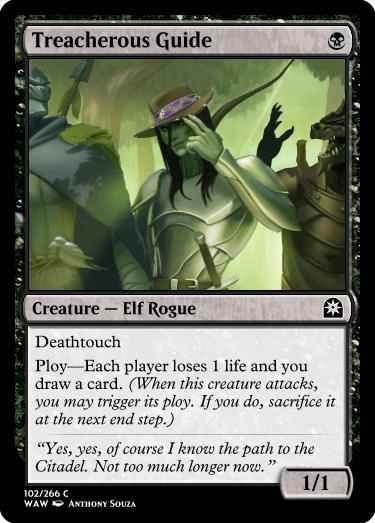 Treacherous Guide
Creature — Elf Rogue
Deathtouch
Ploy—Each player loses 1 life and you
draw a card. (When this creature attacks,
you may trigger its ploy. If you do, sacrifice it
at the next end step.)
“Yes, yes, of course I know the path to the
Citadel. Not too much longer now.”
1/1
102/266 C
WAW Anthony Souza